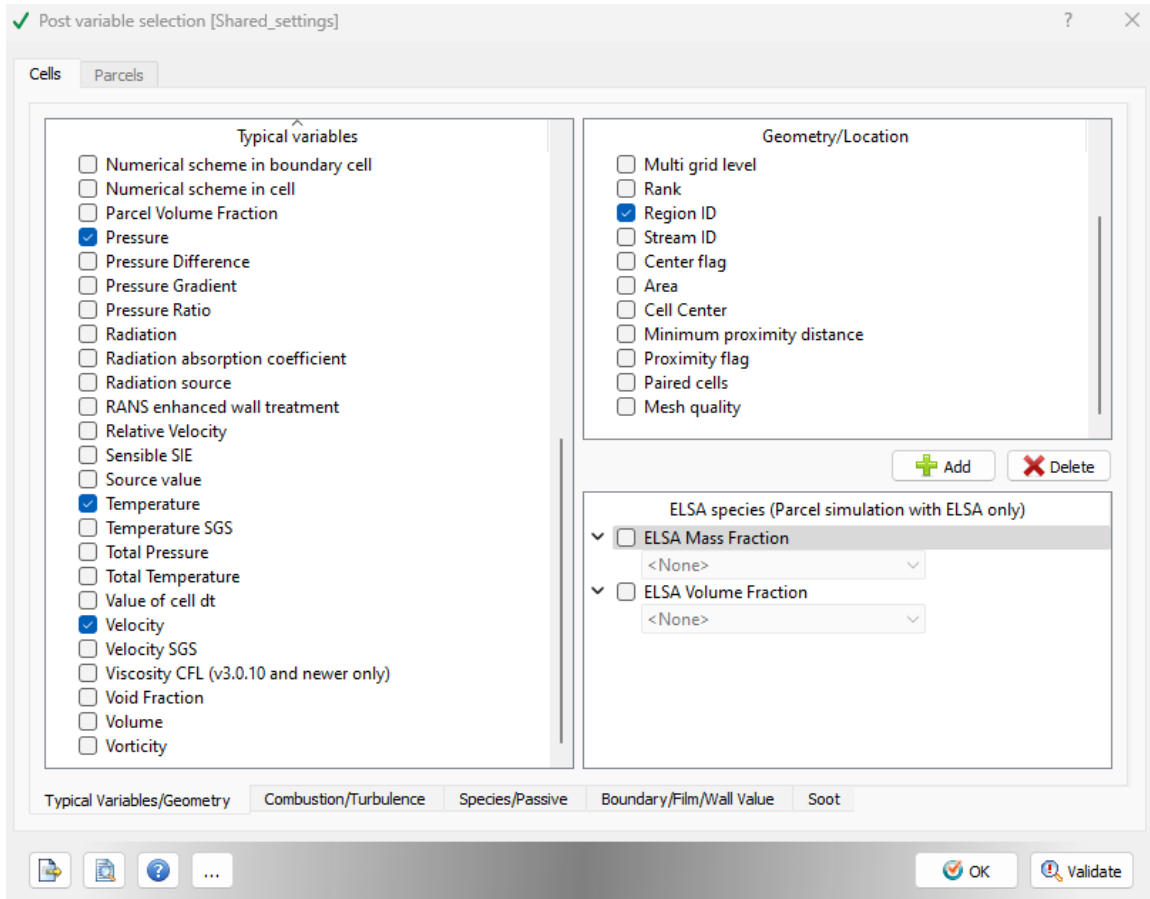 Post variable selection [Shared_settings]
?
Cells
Parcels
Typical variables
Numerical scheme in boundary cell
Numerical scheme in cell
Parcel Volume Fraction
Pressure
Pressure Difference
Pressure Gradient
Pressure Ratio
Radiation
Radiation absorption coefficient
Radiation source
RANS enhanced wall treatment
Relative Velocity
Sensible SIE
Source value
Temperature
Temperature SGS
Total Pressure
Total Temperature
Value of cell dt
Velocity
Velocity SGS
Viscosity CFL (v3.0.10 and newer only)
Void Fraction
Volume
Vorticity
Geometry/Location
Multi grid level
Rank
Region ID
Stream ID
Center flag
Area
Cell Center
Minimum proximity distance
Proximity flag
Paired cells
Mesh quality
Add
Delete
ELSA species (Parcel simulation with ELSA only)
ELSA Mass Fraction
<None>
ELSA Volume Fraction
<None>
Typical Variables/Geometry
Combustion/Turbulence
Species/Passive
Boundary/Film/Wall Value
Soot
?
...
OK
Validate